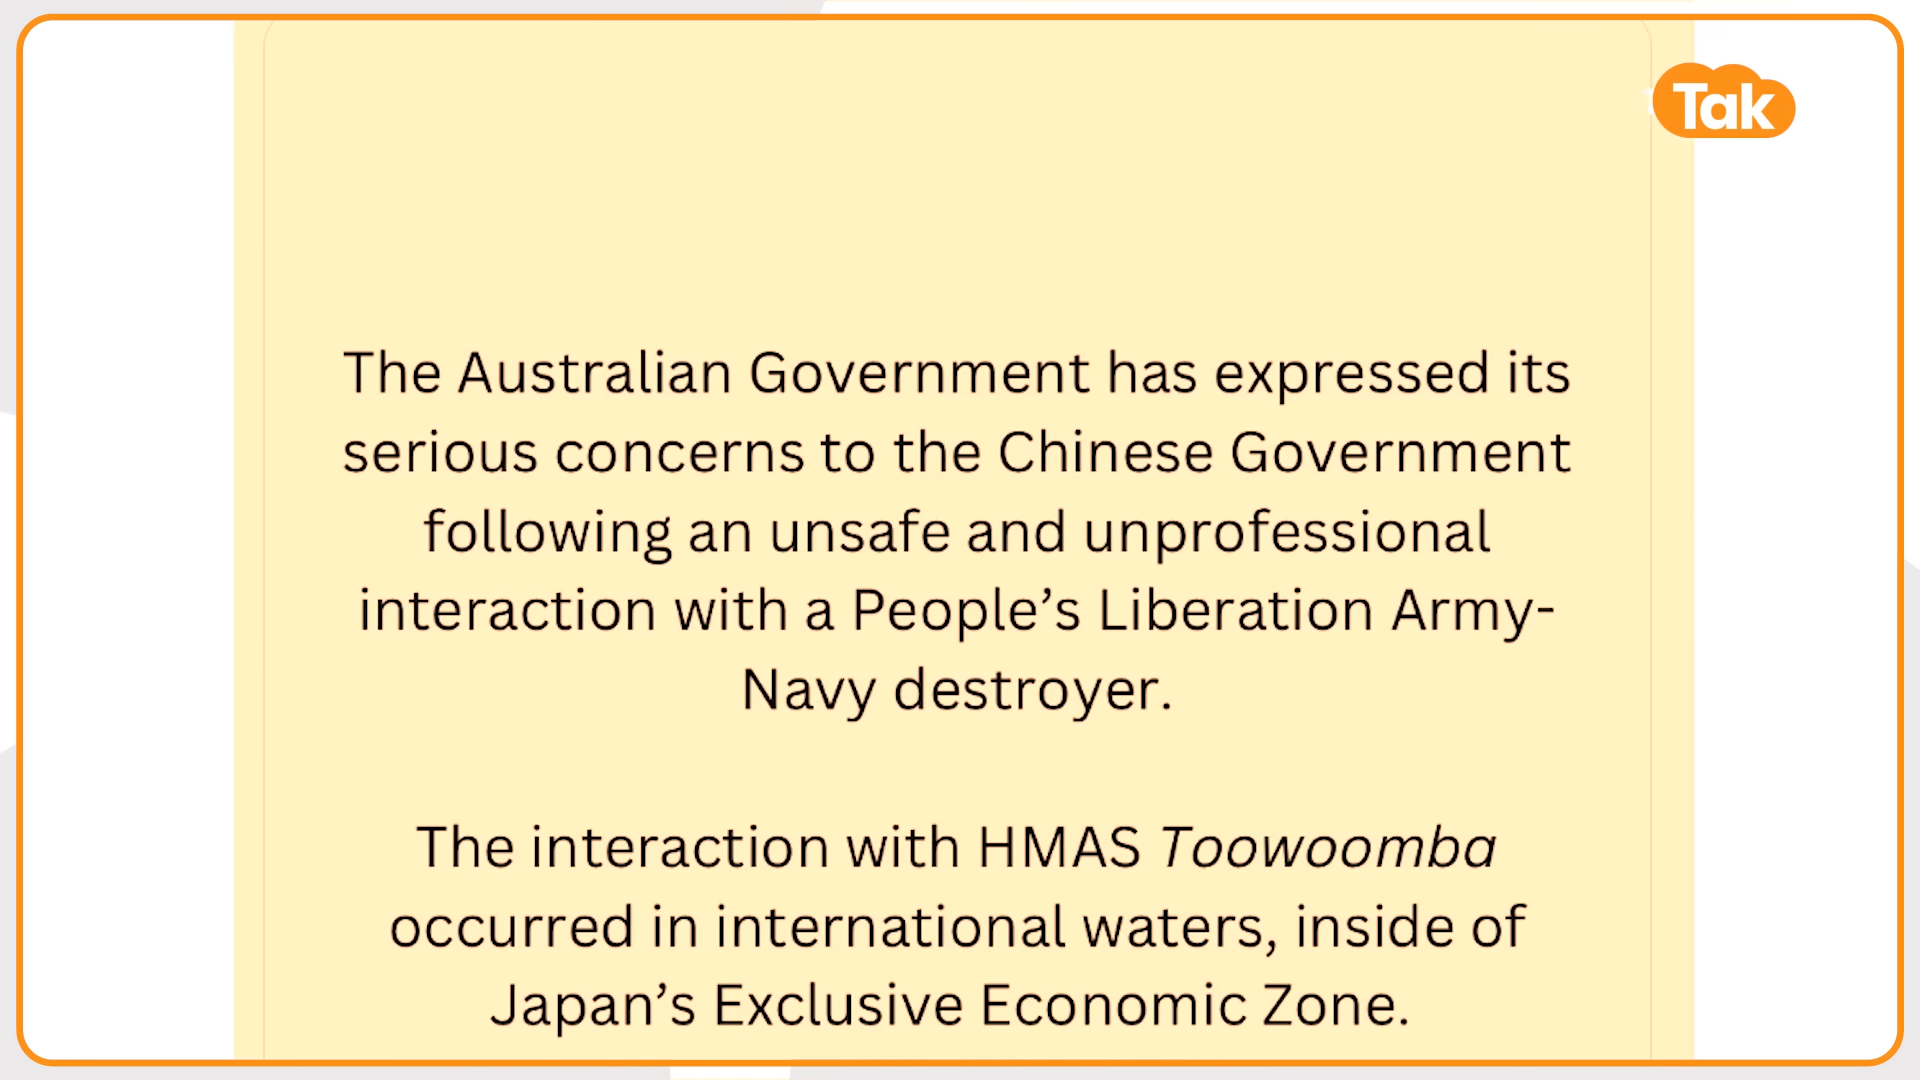 Tak
The Australian Government has expressed its
serious concerns to the Chinese Government
following an unsafe and unprofessional
interaction with a People’s Liberation Army-
Navy destroyer.
The interaction with HMAS Toowoomba
occurred in international waters, inside of
Japan’s Exclusive Economic Zone.